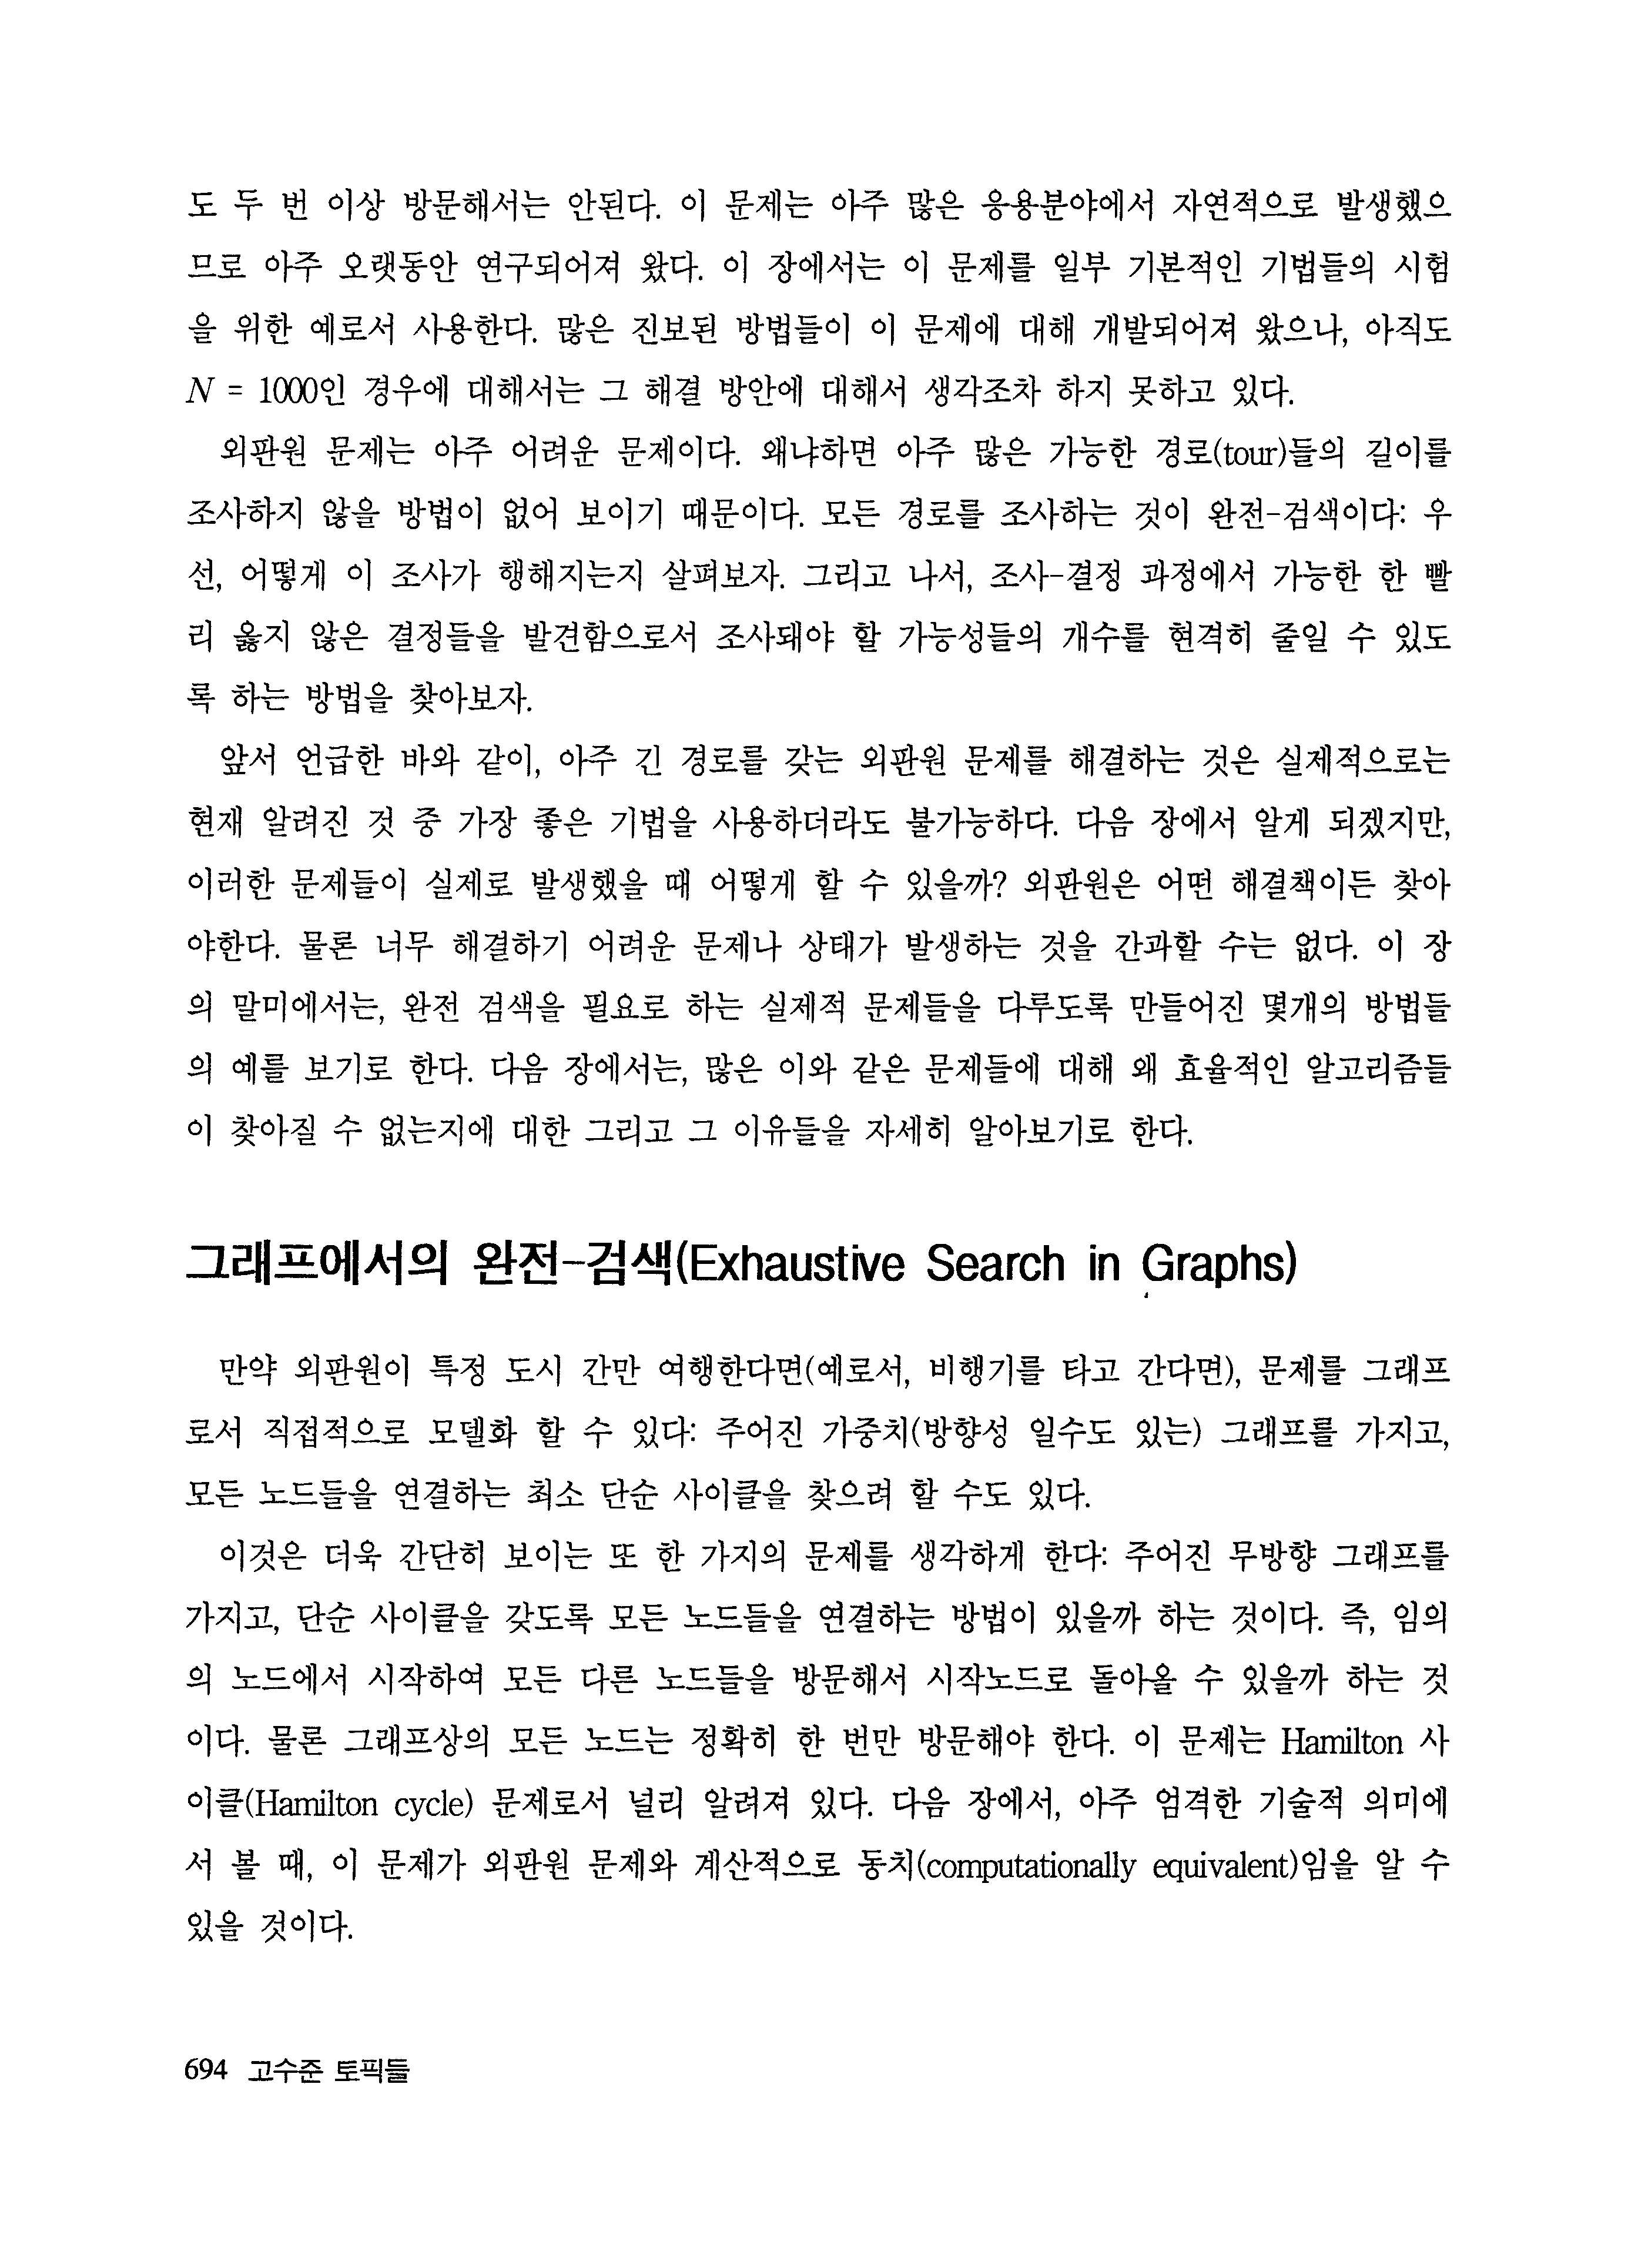 도 두 번 이상 방문해서는 안된다. 이 문제는 아주 많은 응용분야에서 자연적으로 발생했으
므로 아주 오랫동안 연구되어져 왔다. 이 장에서는 이 문제를 일부 기본적인 기법들의 시험
을 위한 예로서 사용한다. 많은 진보된 방법들이 이 문제에 대해 개발되어져 왔으나, 아직도
N = 1000인 경우에 대해서는 그 해결 방안에 대해서 생각조차 하지 못하고 있다.
외판원 문제는 아주 어려운 문제이다. 왜냐하면 아주 많은 가능한 경로(tour)들의 길이를
조사하지 않을 방법이 없어 보이기 때문이다. 모든 경로를 조사하는 것이 완전-검색이다: 우
선, 어떻게 이 조사가 행해지는지 살펴보자. 그리고 나서, 조사-결정 과정에서 가능한 한 빨
리 옳지 않은 결정들을 발견함으로서 조사돼야 할 가능성들의 개수를 현격히 줄일 수 있도
록 하는 방법을 찾아보자.
앞서 언급한 바와 같이, 아주 긴 경로를 갖는 외판원 문제를 해결하는 것은 실제적으로는
현재 알려진 것 중 가장 좋은 기법을 사용하더라도 불가능하다. 다음 장에서 알게 되겠지만,
이러한 문제들이 실제로 발생했을 때 어떻게 할 수 있을까? 외판원은 어떤 해결책이든 찾아
야한다. 물론 너무 해결하기 어려운 문제나 상태가 발생하는 것을 간과할 수는 없다. 이 장
의 말미에서는, 완전 검색을 필요로 하는 실제적 문제들을 다루도록 만들어진 몇개의 방법들
의 예를 보기로 한다. 다음 장에서는, 많은 이와 같은 문제들에 대해 왜 효율적인 알고리즘들
이 찾아질 수 없는지에 대한 그리고 그 이유들을 자세히 알아보기로 한다.
그래프에서의 완전-검색(Exhaustive Search in Graphs)
만약 외판원이 특정 도시 간만 여행한다면(예로서, 비행기를 타고 간다면), 문제를 그래프
로서 직접적으로 모델화 할 수 있다: 주어진 가중치(방향성 일수도 있는) 그래프를 가지고,
모든 노드들을 연결하는 최소 단순 사이클을 찾으려 할 수도 있다.
이것은 더욱 간단히 보이는 또 한 가지의 문제를 생각하게 한다: 주어진 무방향 그래프를
가지고, 단순 사이클을 갖도록 모든 노드들을 연결하는 방법이 있을까 하는 것이다. 즉, 임의
의 노드에서 시작하여 모든 다른 노드들을 방문해서 시작노드로 돌아올 수 있을까 하는 것
이다. 물론 그래프상의 모든 노드는 정확히 한 번만 방문해야 한다. 이 문제는 Hamilton 사
이클(Hamilton cycle) 문제로서 널리 알려져 있다. 다음 장에서, 아주 엄격한 기술적 의미에
서 볼 때, 이 문제가 외판원 문제와 계산적으로 동치(computationally equivalent)임을 알 수
있을 것이다.
694 고수준 토픽들